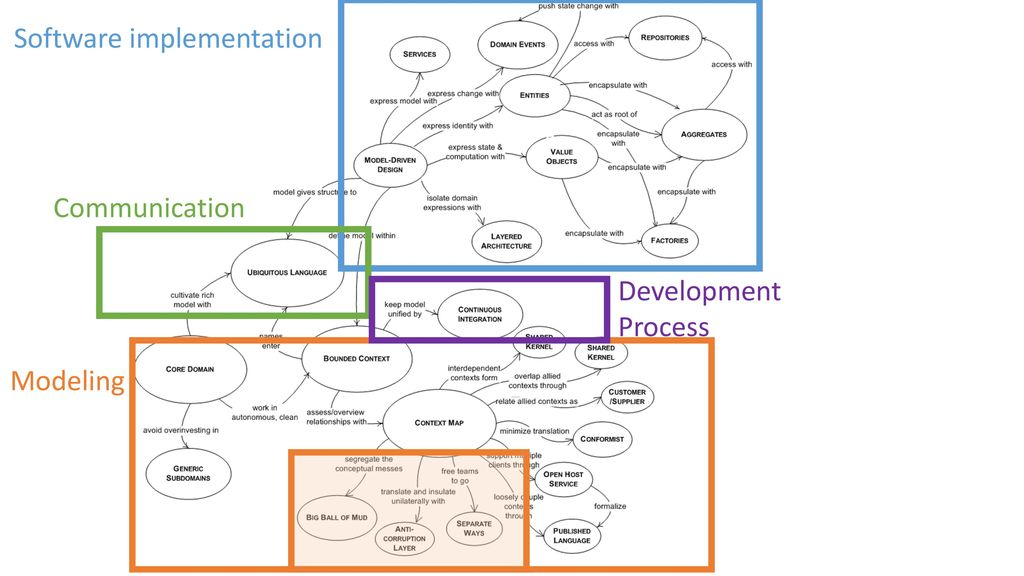 push state change with
Software implementation
DOMAIN EVENTS
REPOSITORIES
access with
SERVICES
access with
encapsulate with
express change with
ENTITIES
express model with
act as root of
express identity with
encapsulate
with
AGGREGATES
express state &
computation with
VALUE
OBJECTS
MODEL-DRIVEN
DESIGN
encapsulate with
model gives structure to
encapsulate with
isolate domain
expressions with
Communication
define model within
encapsulate with
LAYERED
ARCHITECTURE
FACTORIES
UBIQUITOUS LANGUAGE
cultivate rich
model with
Development
Process
keep model
unified by
CONTINUOUS
INTEGRATION
names
enter
SHARED
KERNEL
SHARED
KERNEL
BOUNDED CONTEXT
CORE DOMAIN
Modeling
interdependent
contexts form
overlap allied
contexts through
CUSTOMER
/SUPPLIER
relate allied contexts as
work in
autonomous, clean
assess/overview
relationships with
CONTEXT MAP
minimize translation
CONFORMIST
avoid overinvesting in
support multiple
clients through
segregate the
conceptual messes
GENERIC
SUBDOMAINS
free teams
to go
OPEN HOST
SERVICE
translate and insulate
unilaterally with
loosely couple
contexts
through
formalize
BIG BALL OF MUD
SEPARATE
WAYS
ANTI-
CORRUPTION
LAYER
PUBLISHED
LANGUAGE